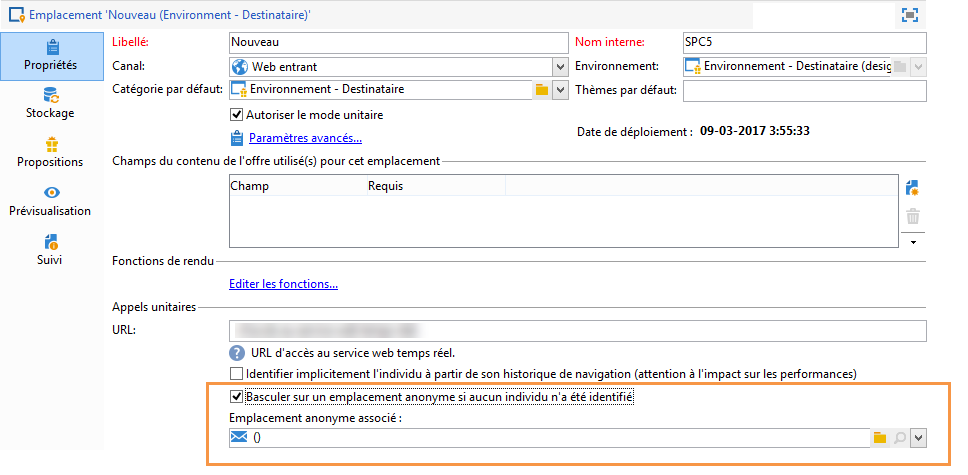 Emplacement 'Nouveau (Environment - Destinataire)'
Propriétés
Stockage
Propositions
Prévisualisation
Suivi
Libellé: Nouveau Nom interne: SPC5
Canal: Web entrant Environnement: Environnement - Destinataire (desig
Catégorie par défaut: Environnement - Destinataire Thèmes par défaut:
Autoriser le mode unitaire
Paramètres avancés... Date de déploiement : 09-03-2017 3:55:33
Champs du contenu de l'offre utilisé(s) pour cet emplacement
Champ Requis
Fonctions de rendu
Editer les fonctions...
Appels unitaires
URL:
URL d'accès au service web temps réel.
Identifier implicitement l'individu à partir de son historique de navigation (attention à l'impact sur les performances)
Basculer sur un emplacement anonyme si aucun individu n'a été identifié
Emplacement anonyme associé :
()